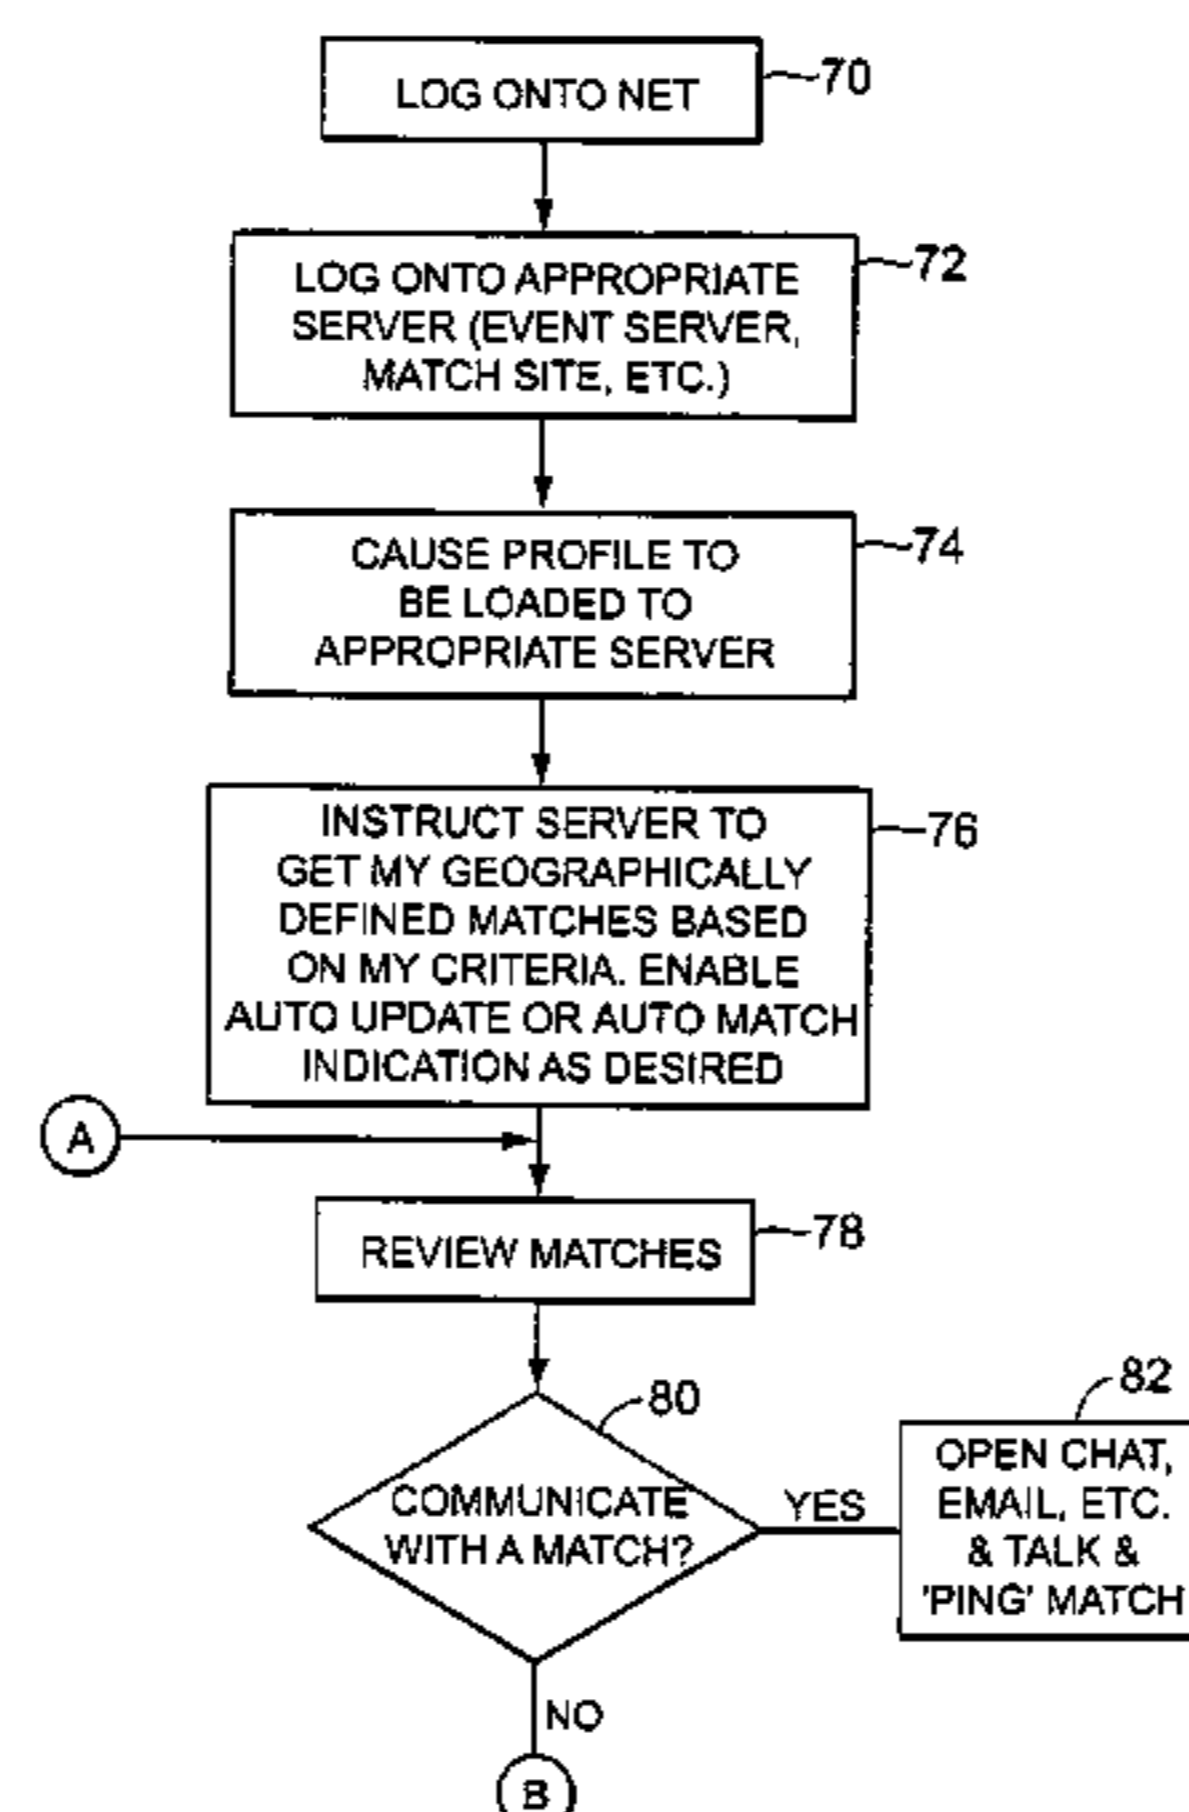 LOG ONTO NET
70
LOG ONTO APPROPRIATE
SERVER (EVENT SERVER,
MATCH SITE, ETC.)
72
CAUSE PROFILE TO
BE LOADED TO
APPROPRIATE SERVER
74
INSTRUCT SERVER TO
GET MY GEOGRAPHICALLY
DEFINED MATCHES BASED
ON MY CRITERIA. ENABLE
AUTO UPDATE OR AUTO MATCH
INDICATION AS DESIRED
76
A
REVIEW MATCHES
78
COMMUNICATE
WITH A MATCH?
80
YES
OPEN CHAT,
EMAIL, ETC.
& TALK &
'PING' MATCH
82
NO
B